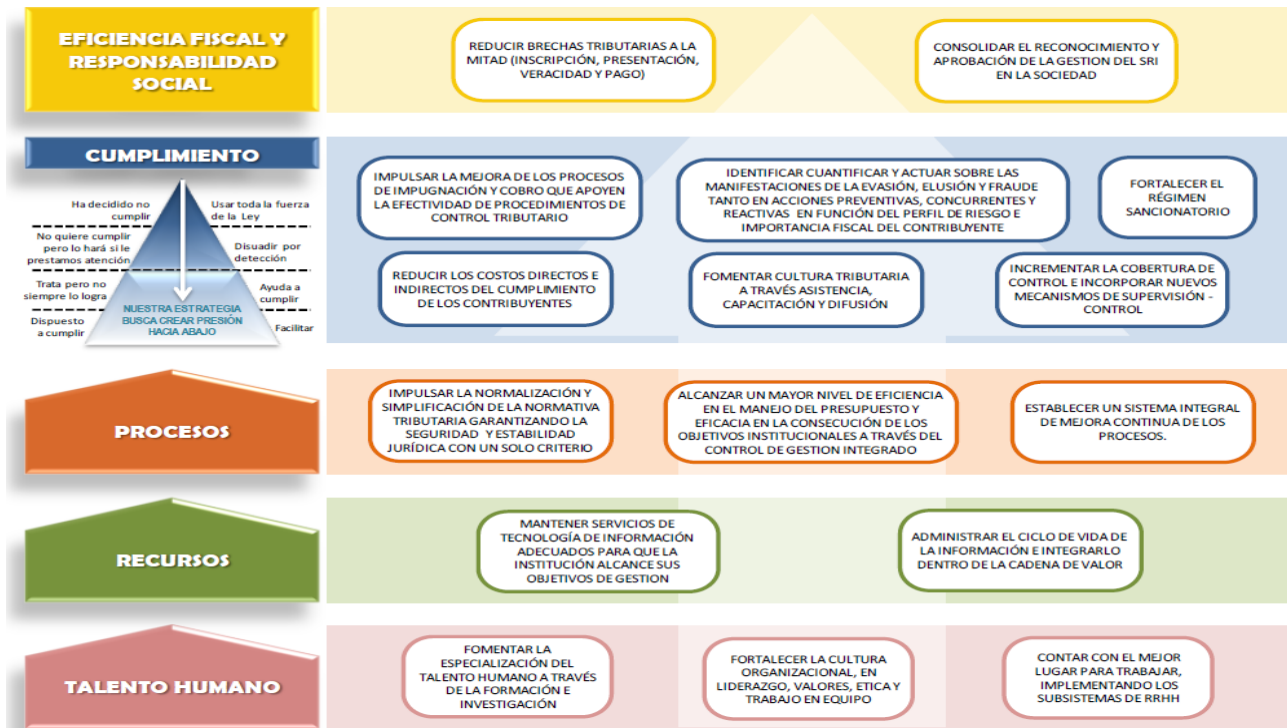 EFICIENCIA FISCAL Y
RESPONSABILIDAD
SOCIAL
REDUCIR BRECHAS TRIBUTARIAS A LA
MITAD (INSCRIPCIÓN, PRESENTACIÓN,
VERACIDAD Y PAGO)
CONSOLIDAR EL RECONOCIMIENTO Y
APROBACIÓN DE LA GESTION DEL SRI
EN LA SOCIEDAD
CUMPLIMIENTO
Ha decidido no
cumplir
Usar toda la fuerza
de la Ley
No quiere cumplir
pero lo hará si le
prestamos atención
Disuadir por
detección
Trata pero no
siempre lo logra
Ayuda a
cumplir
Dispuesto
a cumplir
Facilitar
NUESTRA ESTRATEGIA
BUSCA CREAR PRESIÓN
HACIA ABAJO
IMPULSAR LA MEJORA DE LOS PROCESOS
DE IMPUGNACIÓN Y COBRO QUE APOYEN
LA EFECTIVIDAD DE PROCEDIMIENTOS DE
CONTROL TRIBUTARIO
IDENTIFICAR CUANTIFICAR Y ACTUAR SOBRE LAS
MANIFESTACIONES DE LA EVASIÓN, ELUSIÓN Y FRAUDE
TANTO EN ACCIONES PREVENTIVAS, CONCURRENTES Y
REACTIVAS EN FUNCIÓN DEL PERFIL DE RIESGO E
IMPORTANCIA FISCAL DEL CONTRIBUYENTE
FORTALECER EL
RÉGIMEN
SANCIONATORIO
REDUCIR LOS COSTOS DIRECTOS E
INDIRECTOS DEL CUMPLIMIENTO
DE LOS CONTRIBUYENTES
FOMENTAR CULTURA TRIBUTARIA
A TRAVÉS ASISTENCIA,
CAPACITACIÓN Y DIFUSIÓN
INCREMENTAR LA COBERTURA DE
CONTROL E INCORPORAR NUEVOS
MECANISMOS DE SUPERVISIÓN -
CONTROL
PROCESOS
IMPULSAR LA NORMALIZACIÓN Y
SIMPLIFICACIÓN DE LA NORMATIVA
TRIBUTARIA GARANTIZANDO LA
SEGURIDAD Y ESTABILIDAD
JURÍDICA CON UN SOLO CRITERIO
ALCANZAR UN MAYOR NIVEL DE EFICIENCIA
EN EL MANEJO DEL PRESUPUESTO Y
EFICACIA EN LA CONSECUCIÓN DE LOS
OBJETIVOS INSTITUCIONALES A TRAVÉS DEL
CONTROL DE GESTION INTEGRADO
ESTABLECER UN SISTEMA INTEGRAL
DE MEJORA CONTINUA DE LOS
PROCESOS.
RECURSOS
MANTENER SERVICIOS DE
TECNOLOGÍA DE INFORMACIÓN
ADECUADOS PARA QUE LA
INSTITUCIÓN ALCANCE SUS
OBJETIVOS DE GESTION
ADMINISTRAR EL CICLO DE VIDA DE
LA INFORMACIÓN E INTEGRARLO
DENTRO DE LA CADENA DE VALOR
TALENTO HUMANO
FOMENTAR LA
ESPECIALIZACIÓN DEL
TALENTO HUMANO A TRAVÉS
DE LA FORMACIÓN E
INVESTIGACIÓN
FORTALECER LA CULTURA
ORGANIZACIONAL, EN
LIDERAZGO, VALORES, ETICA Y
TRABAJO EN EQUIPO
CONTAR CON EL MEJOR
LUGAR PARA TRABAJAR,
IMPLEMENTANDO LOS
SUBSISTEMAS DE RRHH